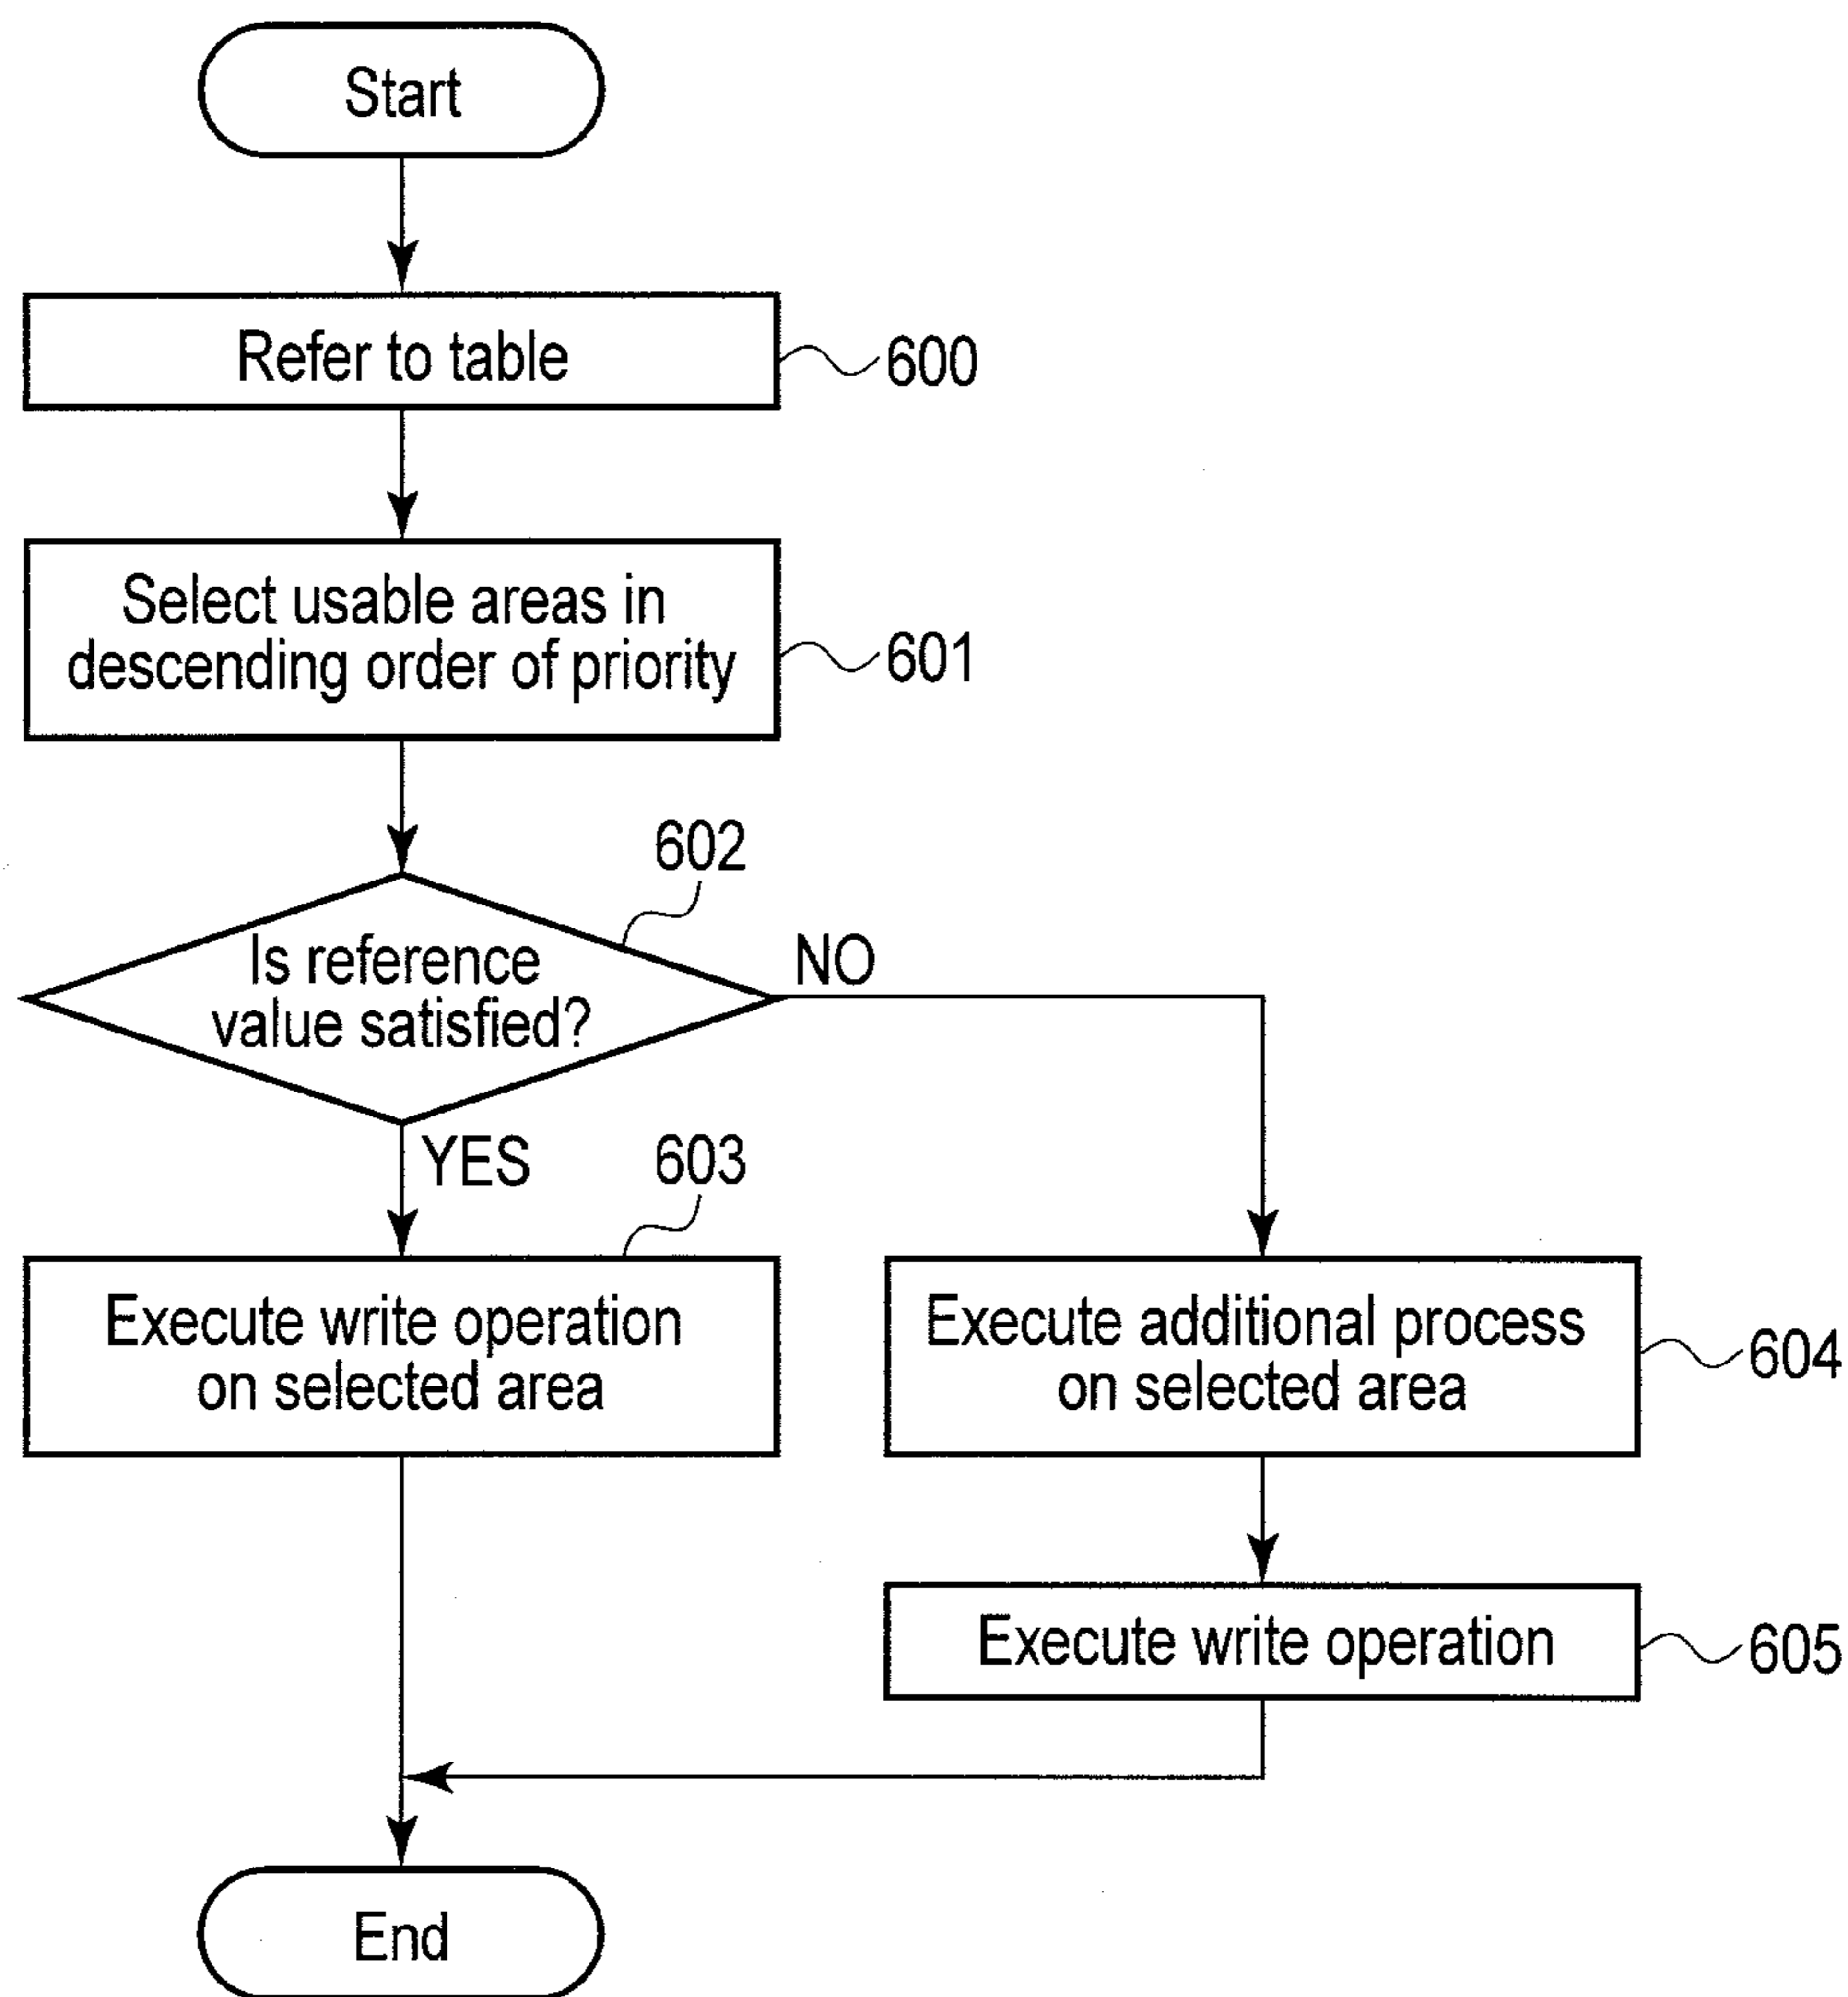 Start
Refer to table
600
Select usable areas in
descending order of priority
601
602
Is reference
value satisfied?
NO
YES
603
Execute write operation
on selected area
Execute additional process
on selected area
604
Execute write operation
605
End